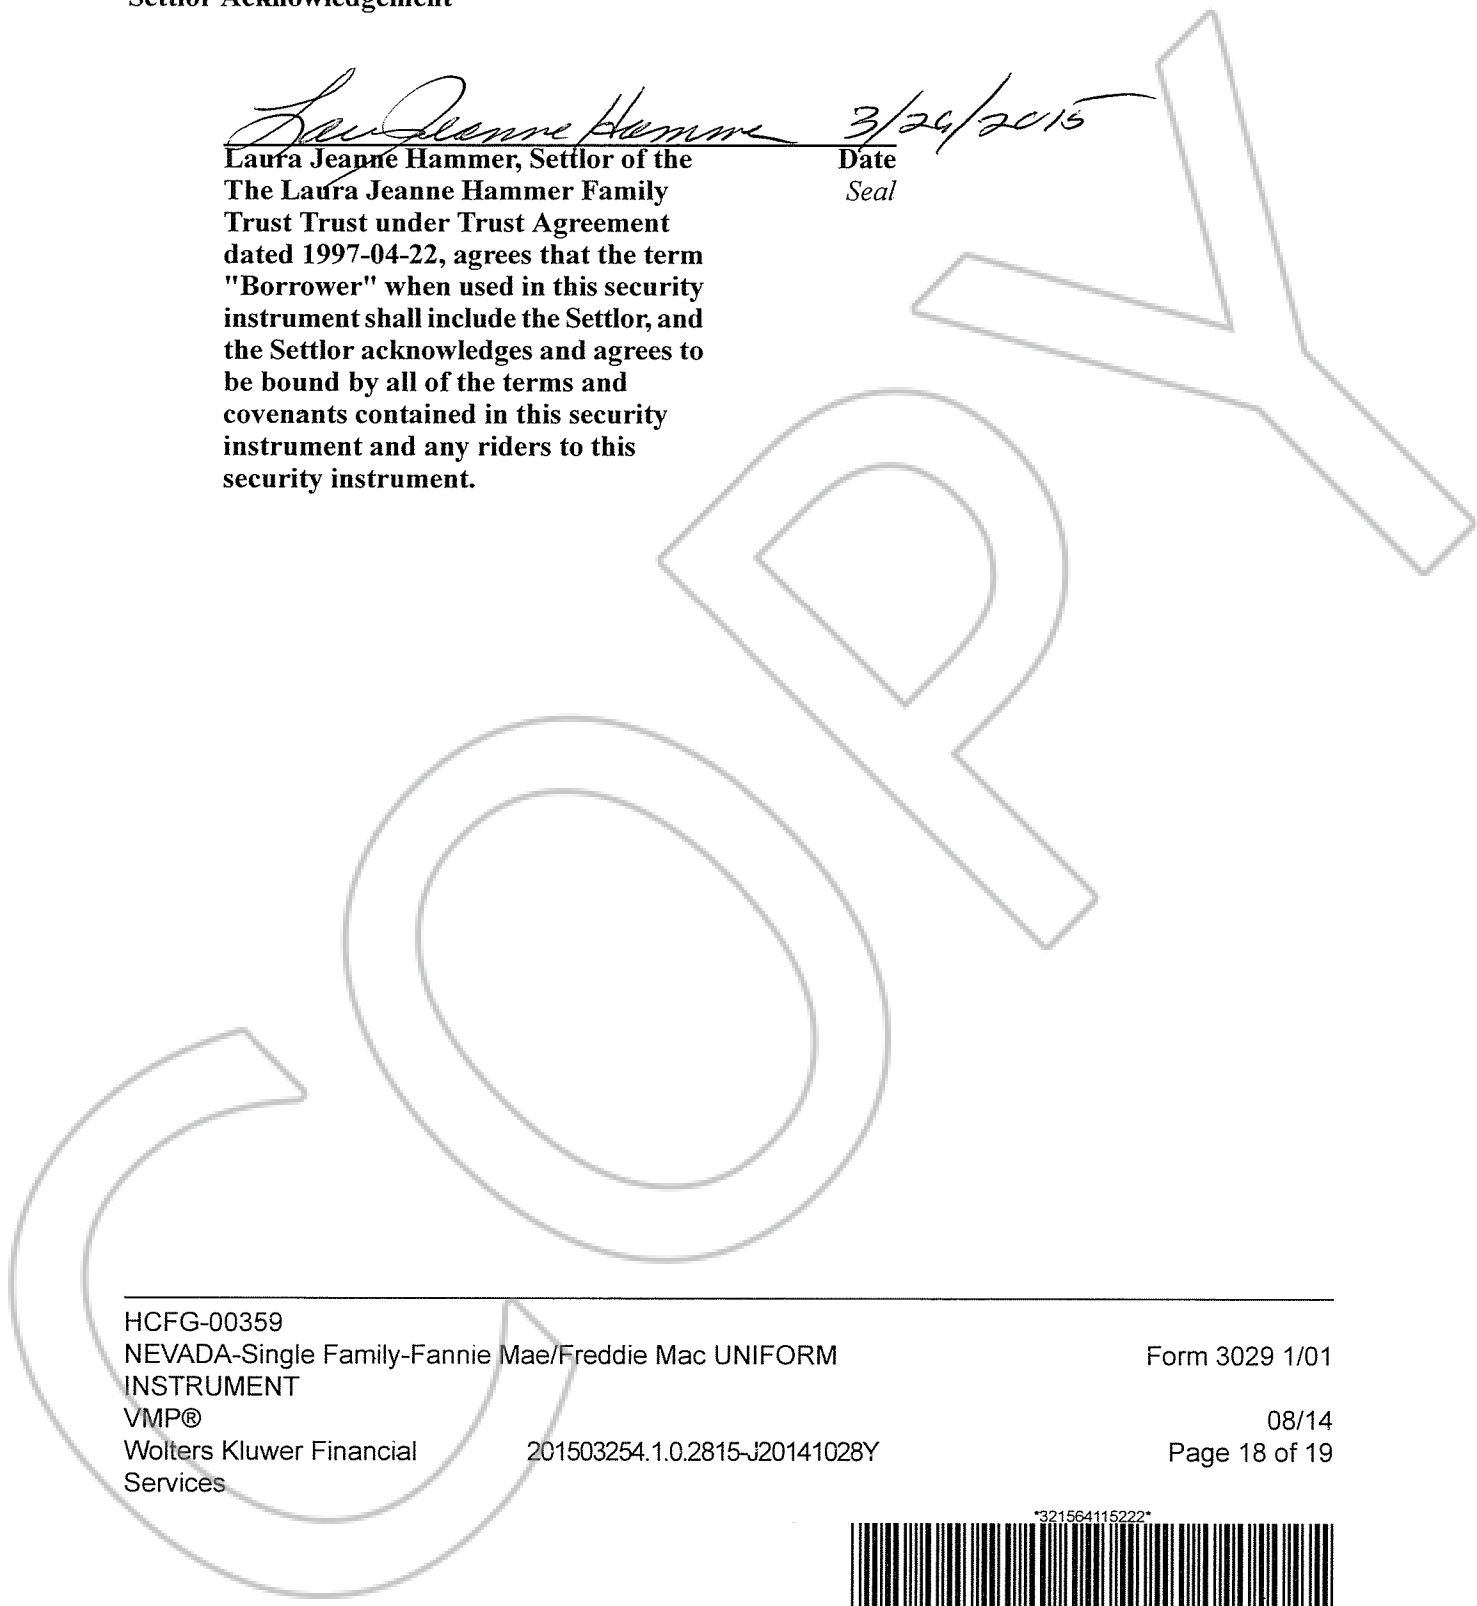 Settlor Acknowledgement
Laura Jeanne Hammer 3/26/2015
Laura Jeanne Hammer, Settlor of the Date
The Laura Jeanne Hammer Family Seal
Trust Trust under Trust Agreement
dated 1997-04-22, agrees that the term
"Borrower" when used in this security
instrument shall include the Settlor, and
the Settlor acknowledges and agrees to
be bound by all of the terms and
covenants contained in this security
instrument and any riders to this
security instrument.
COPY
HCFG-00359
NEVADA-Single Family-Fannie Mae/Freddie Mac UNIFORM Form 3029 1/01
INSTRUMENT
VMP® 08/14
Wolters Kluwer Financial 201503254.1.0.2815-J20141028Y Page 18 of 19
Services
*321564115222*